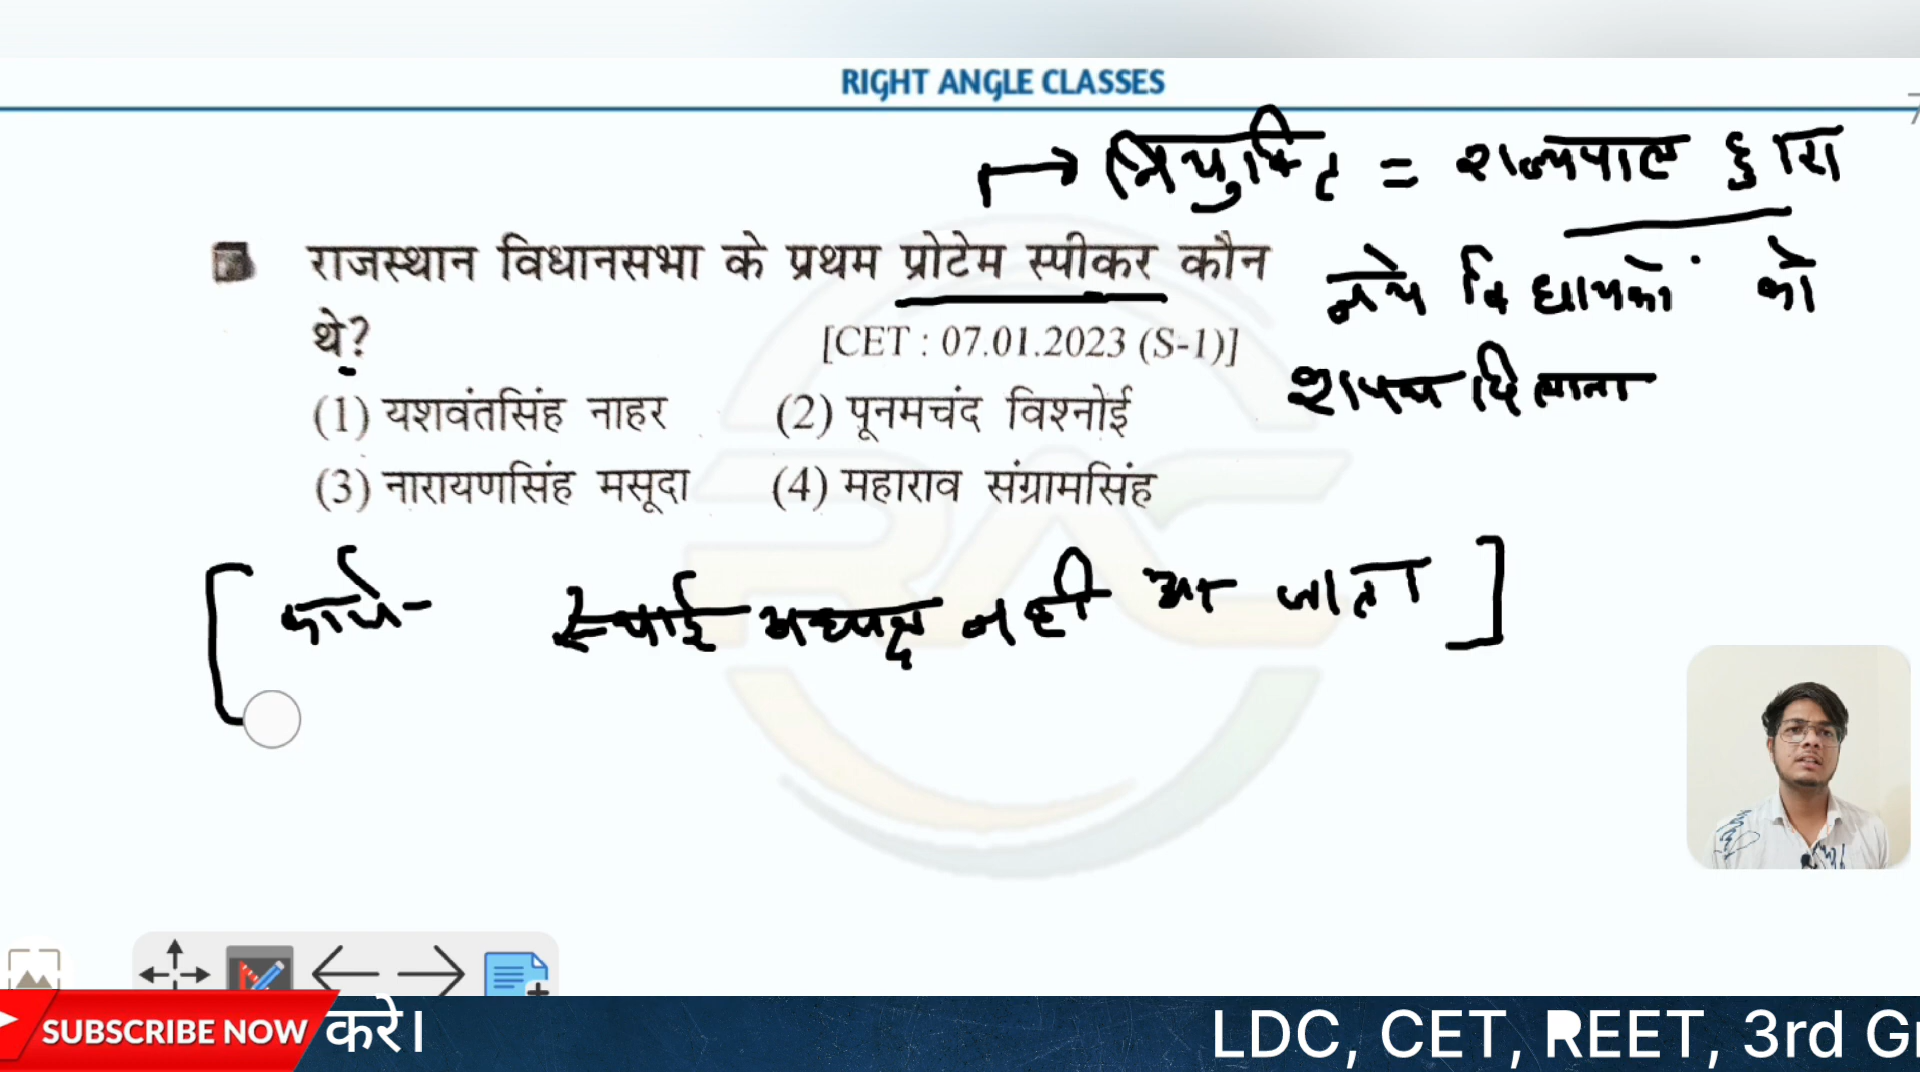 RIGHT ANGLE CLASSES
→ नियुक्ति = राज्यपाल द्वारा
राजस्थान विधानसभा के प्रथम प्रोटेम स्पीकर कौन
थे? [CET : 07.01.2023 (S-1)]
नये विधायकों को
शपथ दिलाना
(1) यशवंतसिंह नाहर (2) पूनमचंद विश्नोई
(3) नारायणसिंह मसूदा (4) महाराव संग्रामसिंह
[ कार्य - स्थाई अध्यक्ष नहीं आ जाता ]
RAC
SUBSCRIBE NOW करे। LDC, CET, REET, 3rd Gr